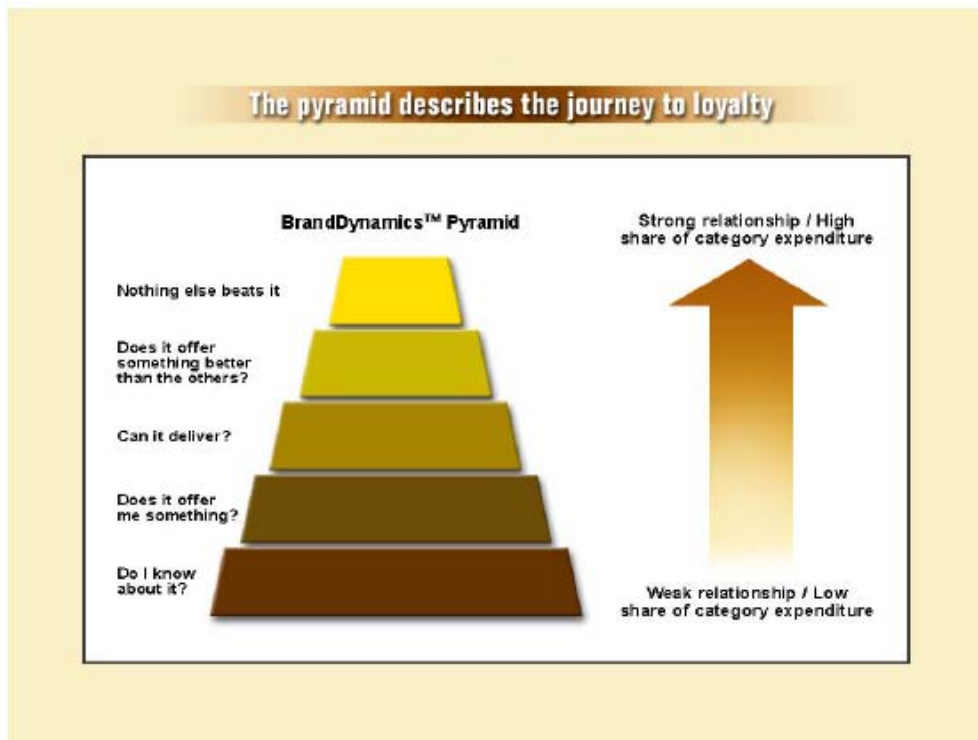 The pyramid describes the journey to loyalty
BrandDynamics™ Pyramid
Nothing else beats it
Does it offer
something better
than the others?
Can it deliver?
Does it offer
me something?
Do I know
about it?
Strong relationship / High
share of category expenditure
Weak relationship / Low
share of category expenditure